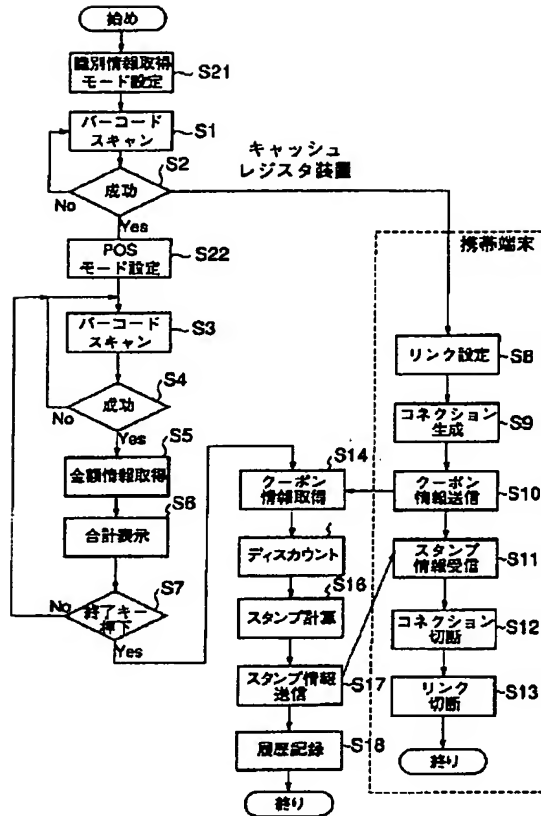 始め
識別情報取得
モード設定
S21
バーコード
スキャン
S1
成功
S2
No
Yes
キャッシュ
レジスタ装置
POS
モード設定
S22
バーコード
スキャン
S3
成功
S4
No
Yes
金額情報取得
S5
合計表示
S6
終了キー
押下
S7
No
Yes
クーポン
情報取得
S14
ディスカウント
スタンプ計算
S16
スタンプ情報
送信
S17
履歴記録
S18
終り
携帯端末
リンク設定
S8
コネクション
生成
S9
クーポン
情報送信
S10
スタンプ
情報受信
S11
コネクション
切断
S12
リンク
切断
S13
終り